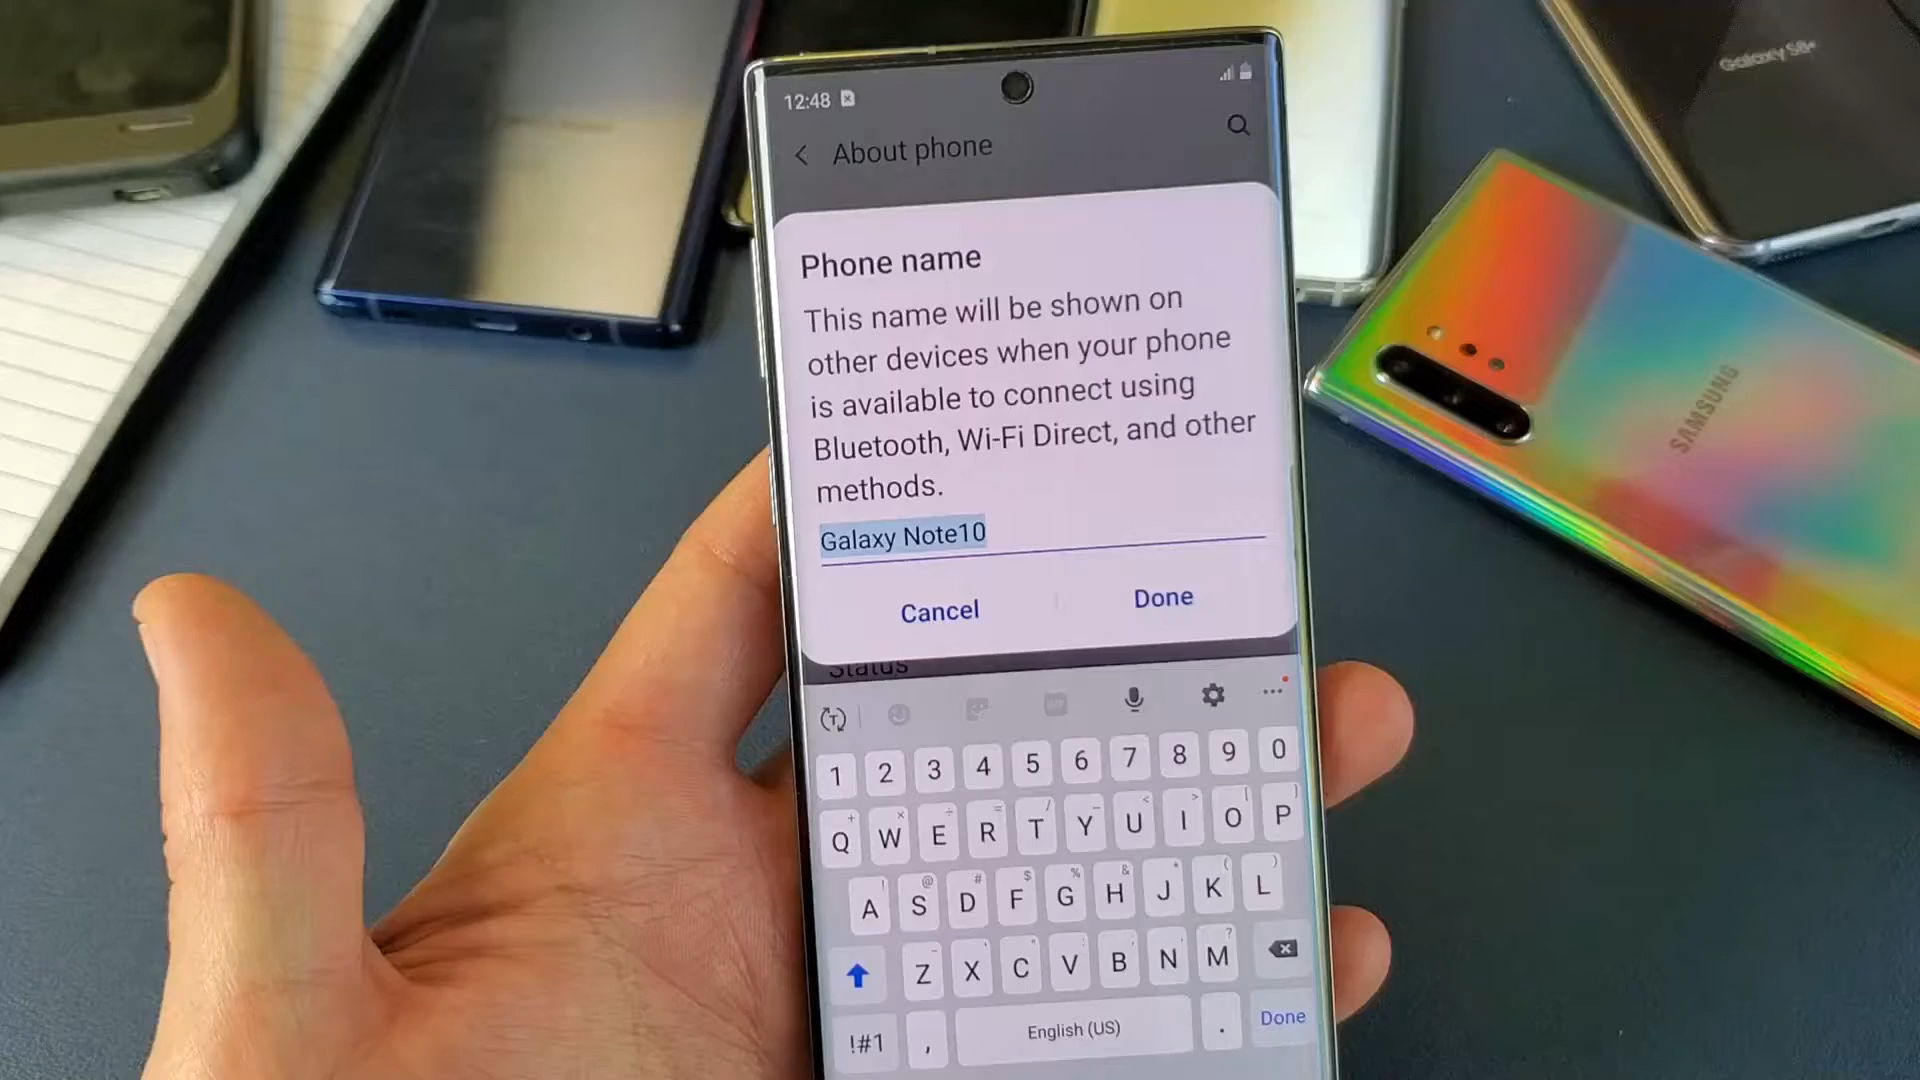 12:48
About phone
Phone name
This name will be shown on
other devices when your phone
is available to connect using
Bluetooth, Wi-Fi Direct, and other
methods.
Galaxy Note10
Cancel Done
Status
1 2 3 4 5 6 7 8 9 0
Q W E R T Y U I O P
A S D F G H J K L
Z X C V B N M
!#1 , English (US) . Done
SAMSUNG
Galaxy S8+